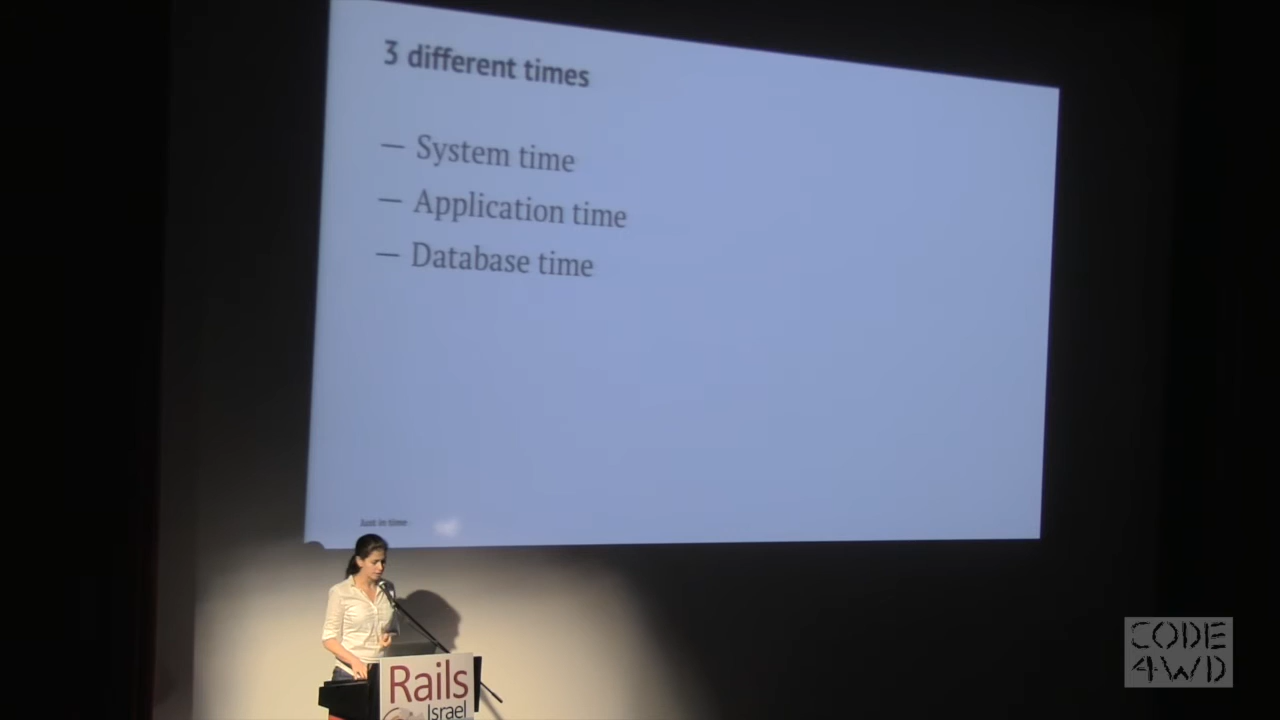 3 different times
— System time
— Application time
— Database time
Just in time
Rails
Israel
CODE
4WD